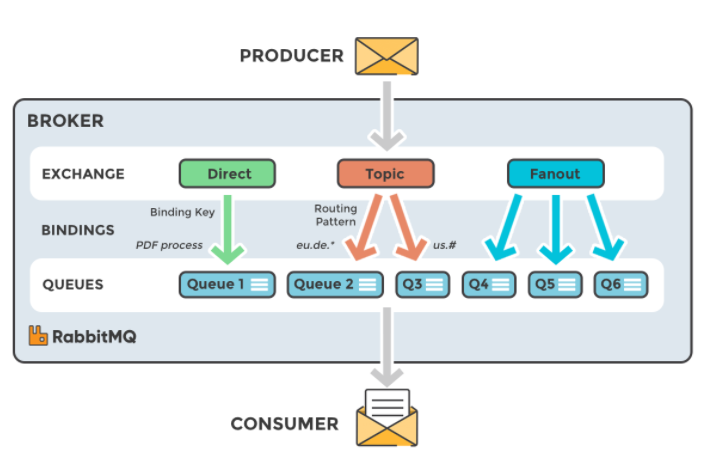 PRODUCER
BROKER
EXCHANGE
Direct
Topic
Fanout
BINDINGS
Binding Key
PDF process
Routing
Pattern
eu.de.*
us.#
QUEUES
Queue 1
Queue 2
Q3
Q4
Q5
Q6
RabbitMQ
CONSUMER